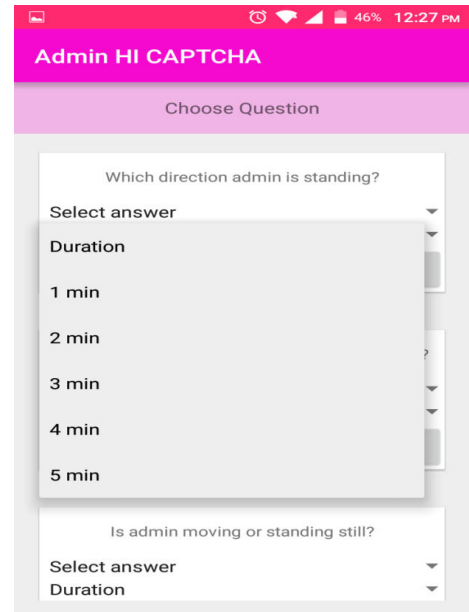 46% 12:27 PM
Admin HI CAPTCHA
Choose Question
Which direction admin is standing?
Select answer
Duration
1 min
2 min
3 min
?
4 min
5 min
Is admin moving or standing still?
Select answer
Duration